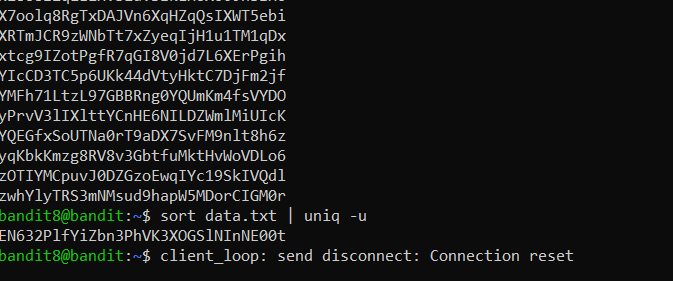 X7oolq8RgTxDAJVn6XqHZqQsIXWT5ebi
XRTmJCR9zWNbTt7xZyeqIjH1u1TM1qDx
xtcg9IZotPgfR7qGI8V0jd7L6XErPgih
YIcCD3TC5p6UKk44dVtyHktC7DjFm2jf
YMFh71LtzL97GBBRng0YQUmKm4fsVYDO
yPrvV3lIXlttYCnHE6NILDZWmlMiUIcK
YQEGfxSoUTNa0rT9aDX7SvFM9nlt8h6z
yqKbkKmzg8RV8v3GbtfuMktHvWoVDLo6
zOTIYMCpuvJ0DZGzoEwqIYc19SkIVQdl
zwhYlyTRS3mNMsud9hapW5MDorCIGM0r
bandit8@bandit:~$ sort data.txt | uniq -u
EN632PlfYiZbn3PhVK3XOGSlNInNE00t
bandit8@bandit:~$ client_loop: send disconnect: Connection reset